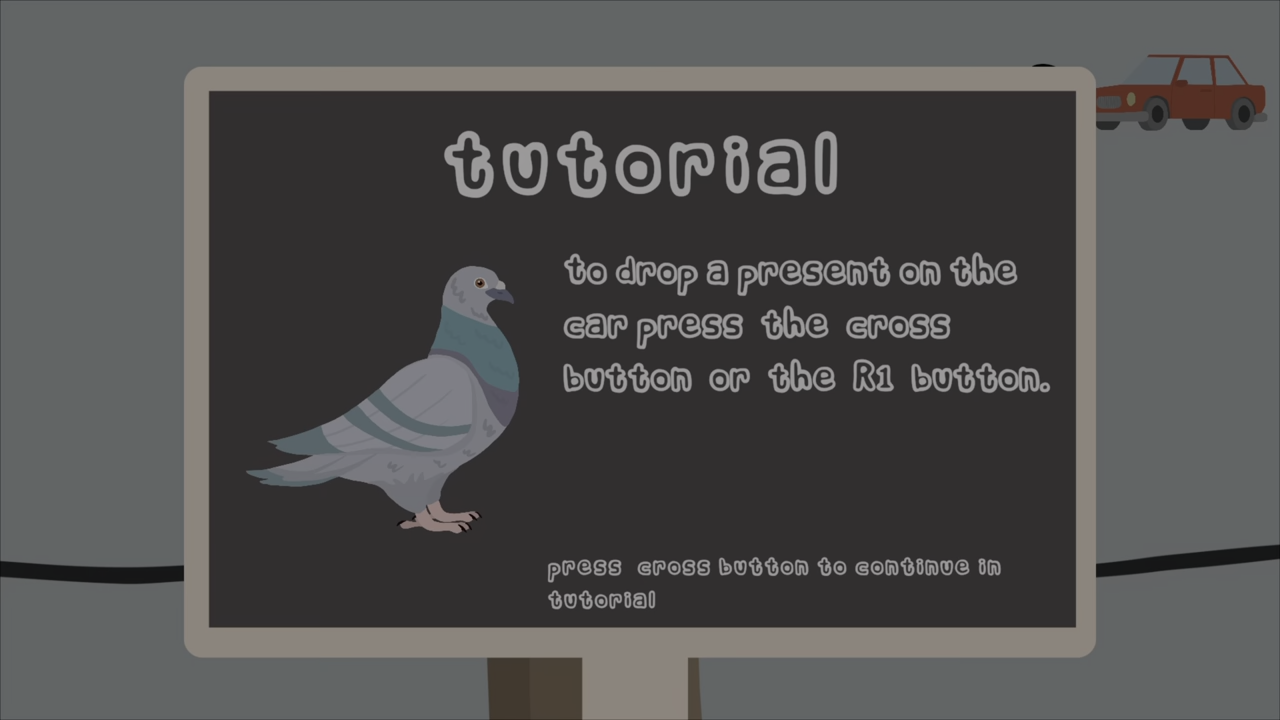 tutorial
to drop a present on the
car press the cross
button or the R1 button.
press cross button to continue in
tutorial